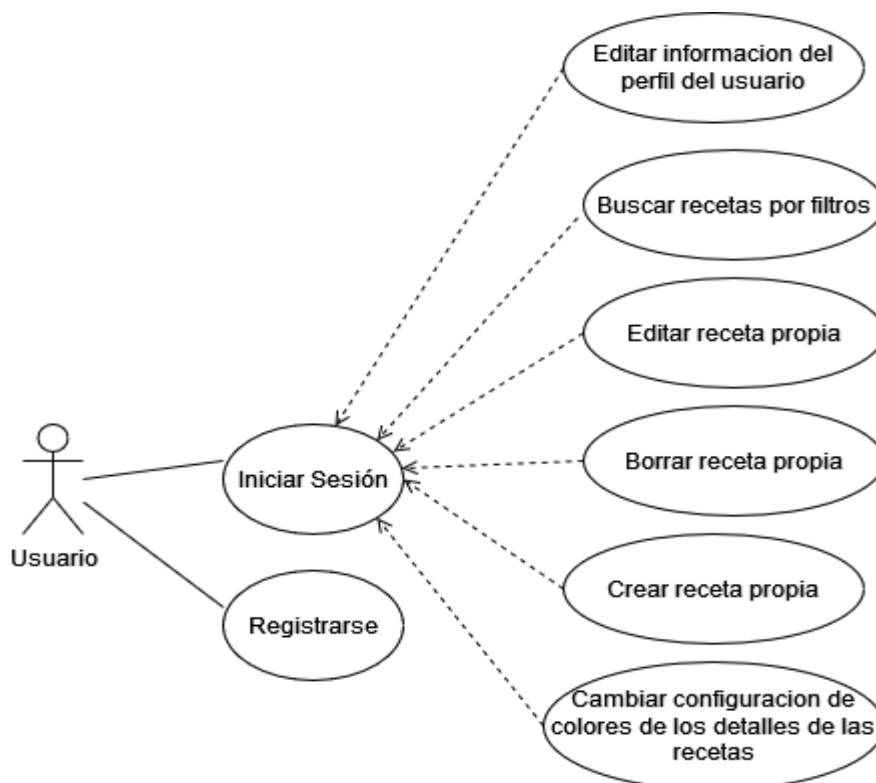 Editar informacion del
perfil del usuario
Buscar recetas por filtros
Editar receta propia
Iniciar Sesión
Borrar receta propia
Usuario
Crear receta propia
Registrarse
Cambiar configuracion de
colores de los detalles de las
recetas